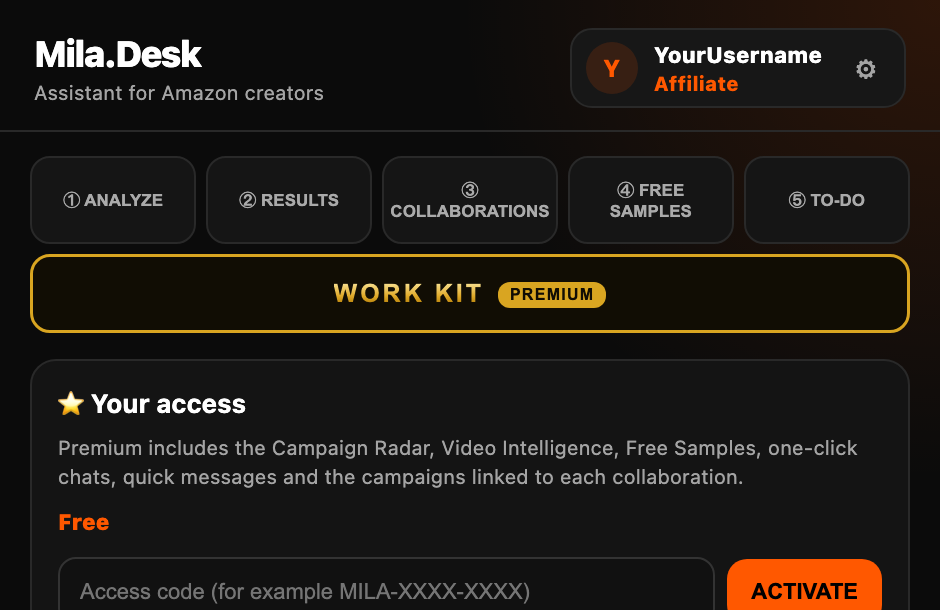 Mila.Desk
Assistant for Amazon creators
Y
YourUsername
Affiliate
① ANALYZE
② RESULTS
③
COLLABORATIONS
④ FREE
SAMPLES
⑤ TO-DO
WORK KIT PREMIUM
Your access
Premium includes the Campaign Radar, Video Intelligence, Free Samples, one-click
chats, quick messages and the campaigns linked to each collaboration.
Free
Access code (for example MILA-XXXX-XXXX)
ACTIVATE